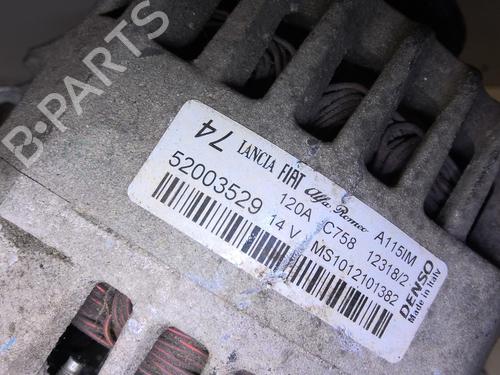 B-PARTS
74
LANCIA FIAT Alfa Romeo A115IM
52003529 120A C758 12318/2
14 V MS1012101382
DENSO
Made in Italy